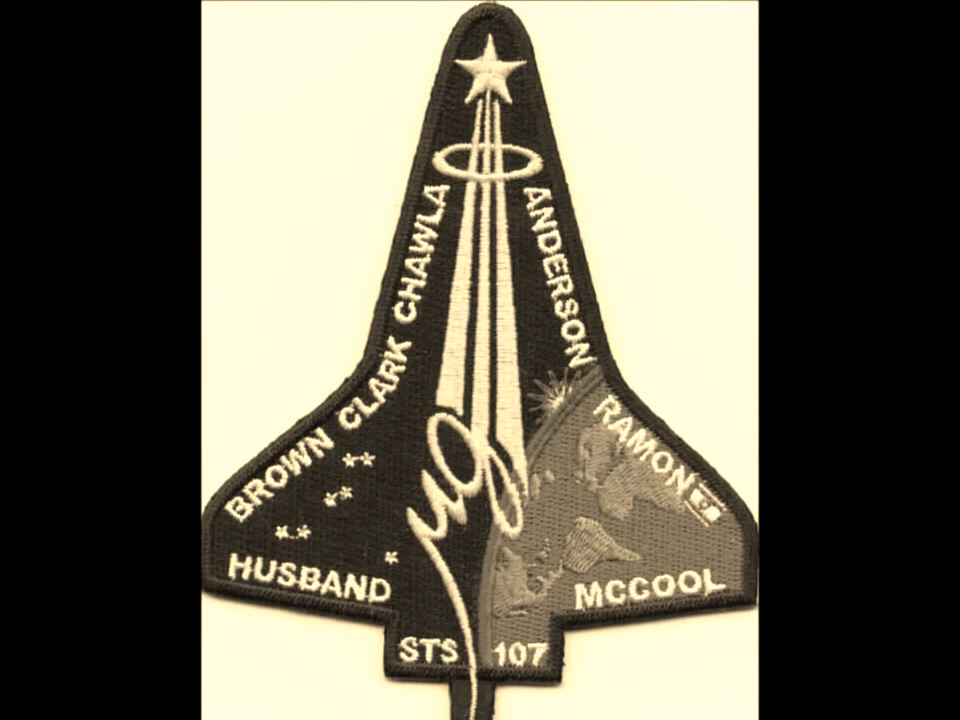 BROWN CLARK CHAWLA
ANDERSON
RAMON
HUSBAND
MCCOOL
STS 107